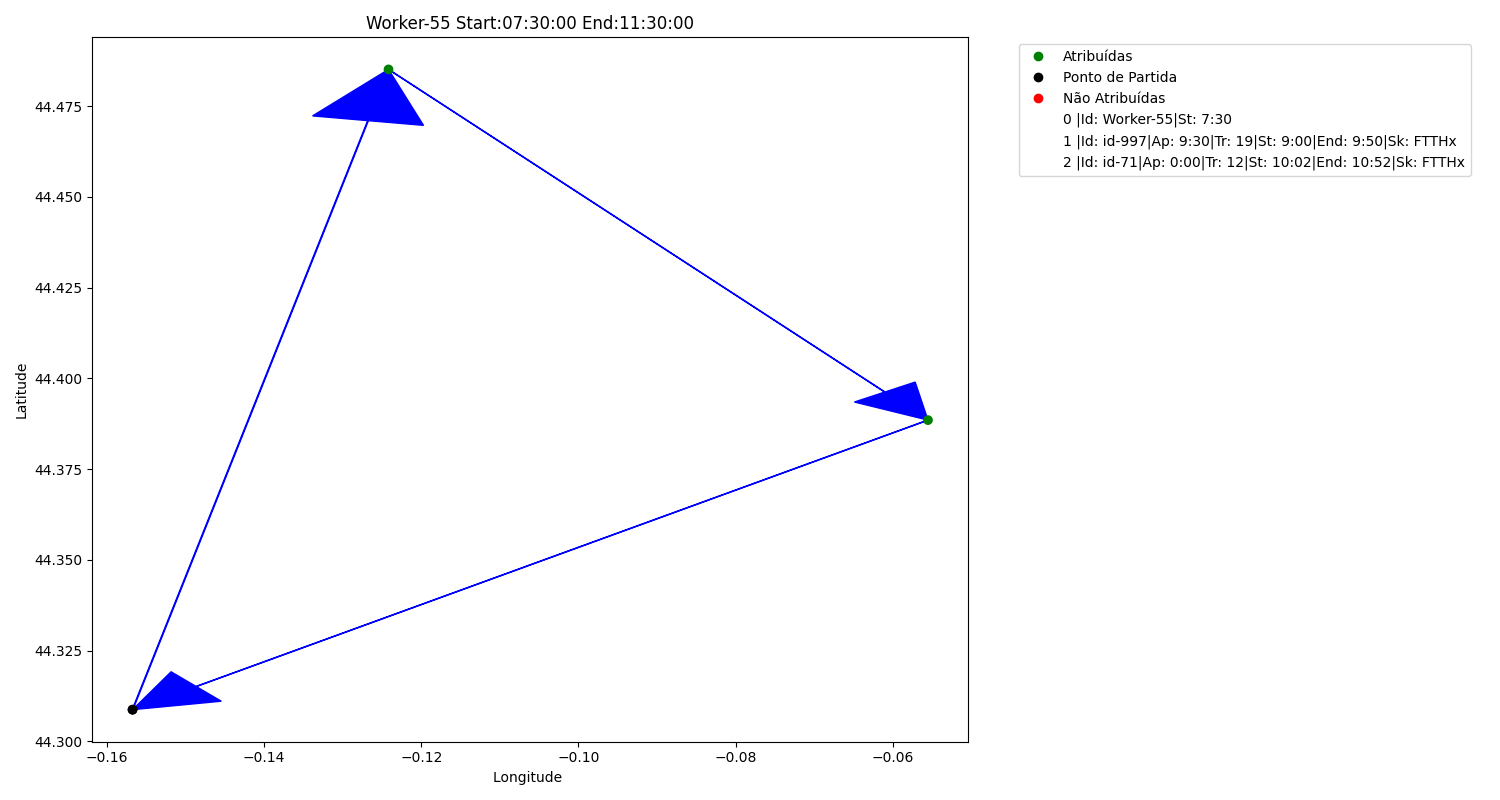 Worker-55 Start:07:30:00 End:11:30:00
Atribuídas
Ponto de Partida
Não Atribuídas
0 |Id: Worker-55|St: 7:30
1 |Id: id-997|Ap: 9:30|Tr: 19|St: 9:00|End: 9:50|Sk: FTTHx
2 |Id: id-71|Ap: 0:00|Tr: 12|St: 10:02|End: 10:52|Sk: FTTHx
Latitude
44.475
44.450
44.425
44.400
44.375
44.350
44.325
44.300
−0.16
−0.14
−0.12
−0.10
−0.08
−0.06
Longitude